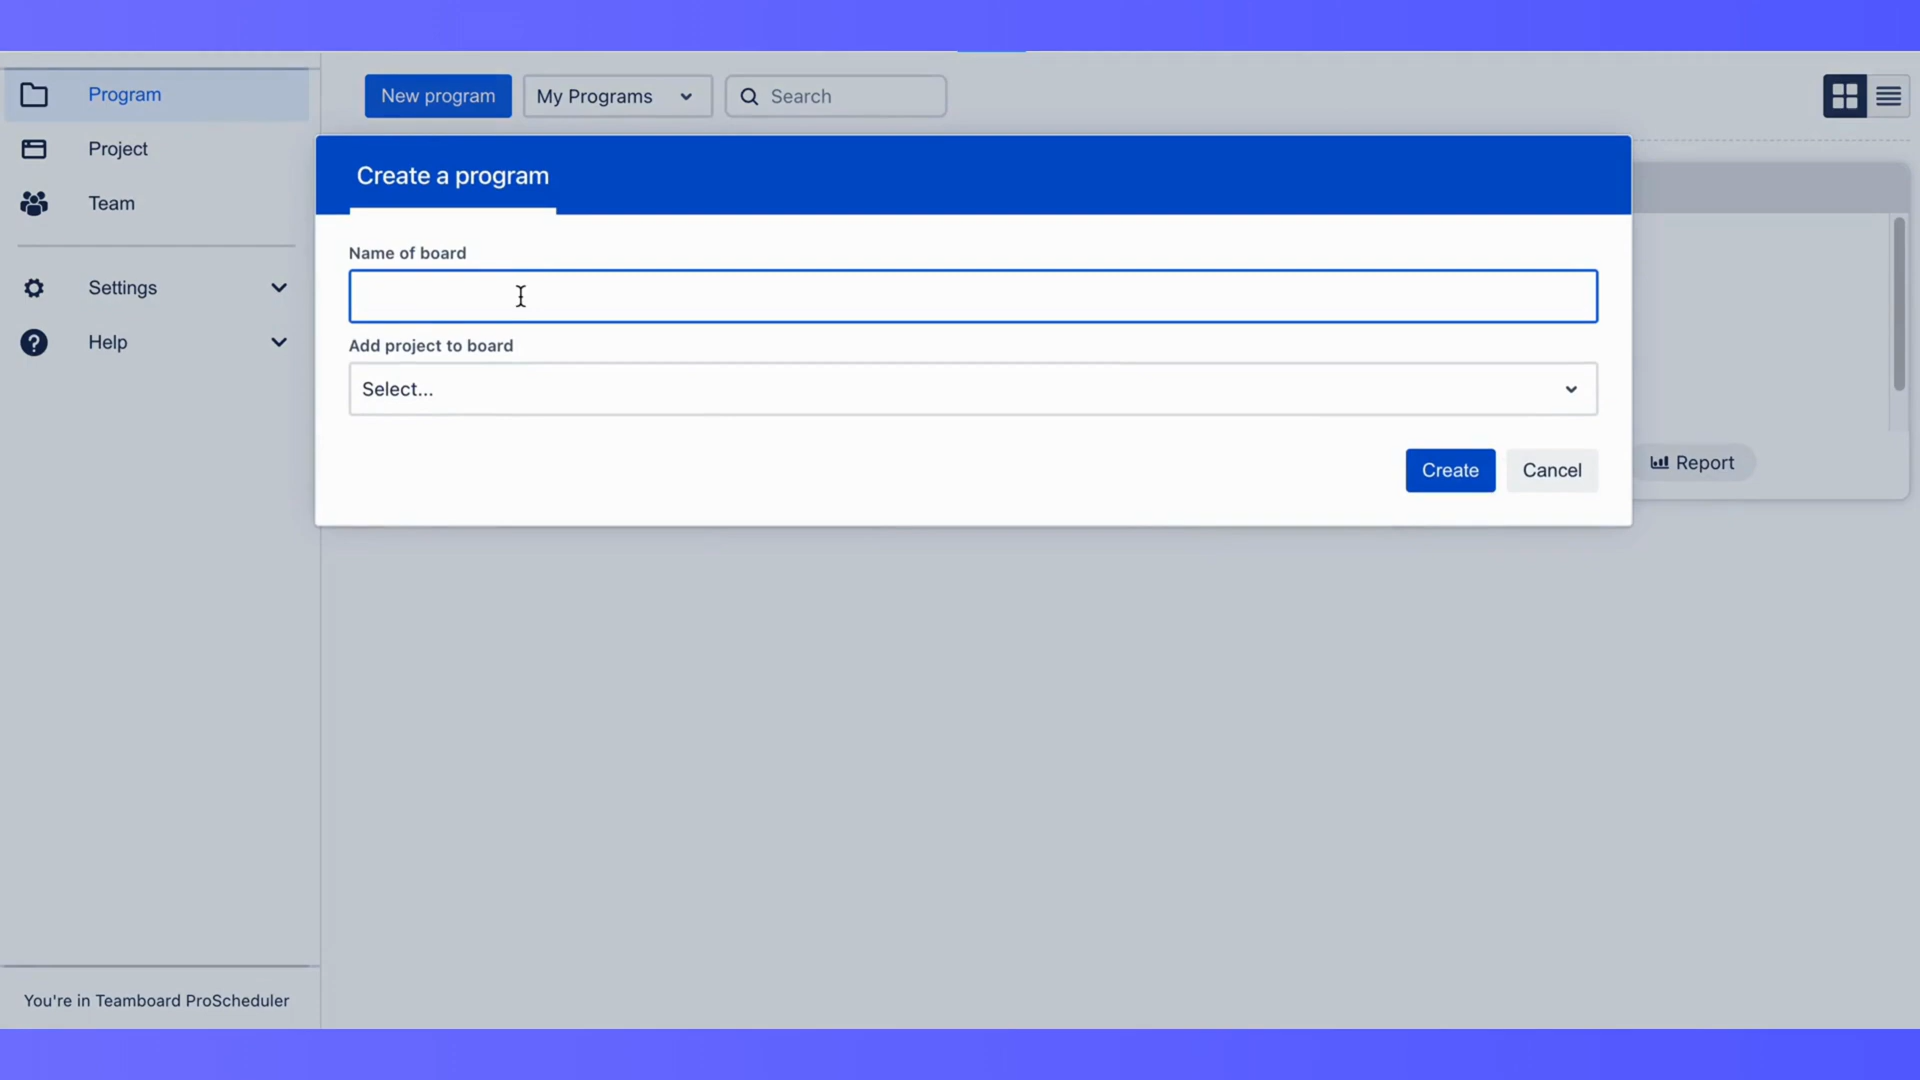 Program
Project
Team
Settings
Help
You're in Teamboard ProScheduler
New program
My Programs
Search
Create a program
Name of board
Add project to board
Select...
Create
Cancel
Report